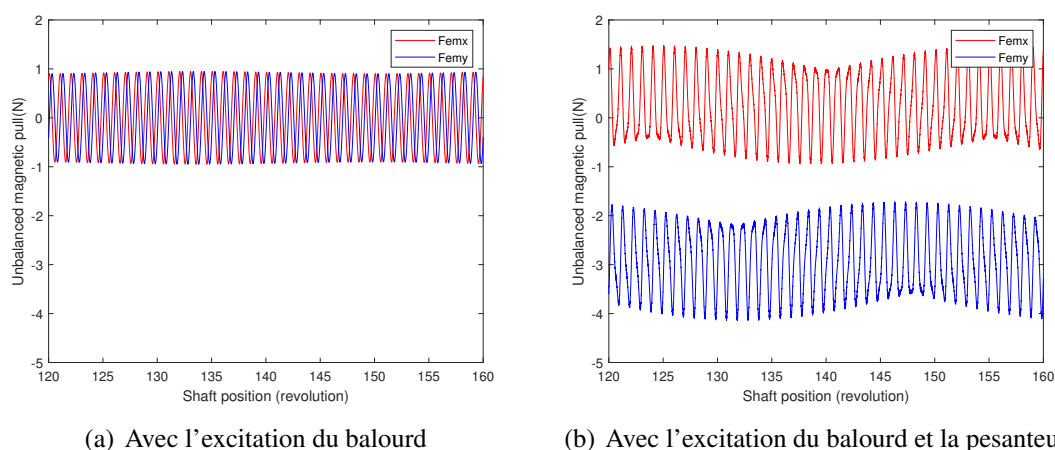 2
1
0
-1
-2
-3
-4
-5
Unbalanced magnetic pull(N)
120 125 130 135 140 145 150 155 160
Shaft position (revolution)
Femx
Femy
(a) Avec l'excitation du balourd
2
1
0
-1
-2
-3
-4
-5
Unbalanced magnetic pull(N)
120 125 130 135 140 145 150 155 160
Shaft position (revolution)
Femx
Femy
(b) Avec l'excitation du balourd et la pesanteu